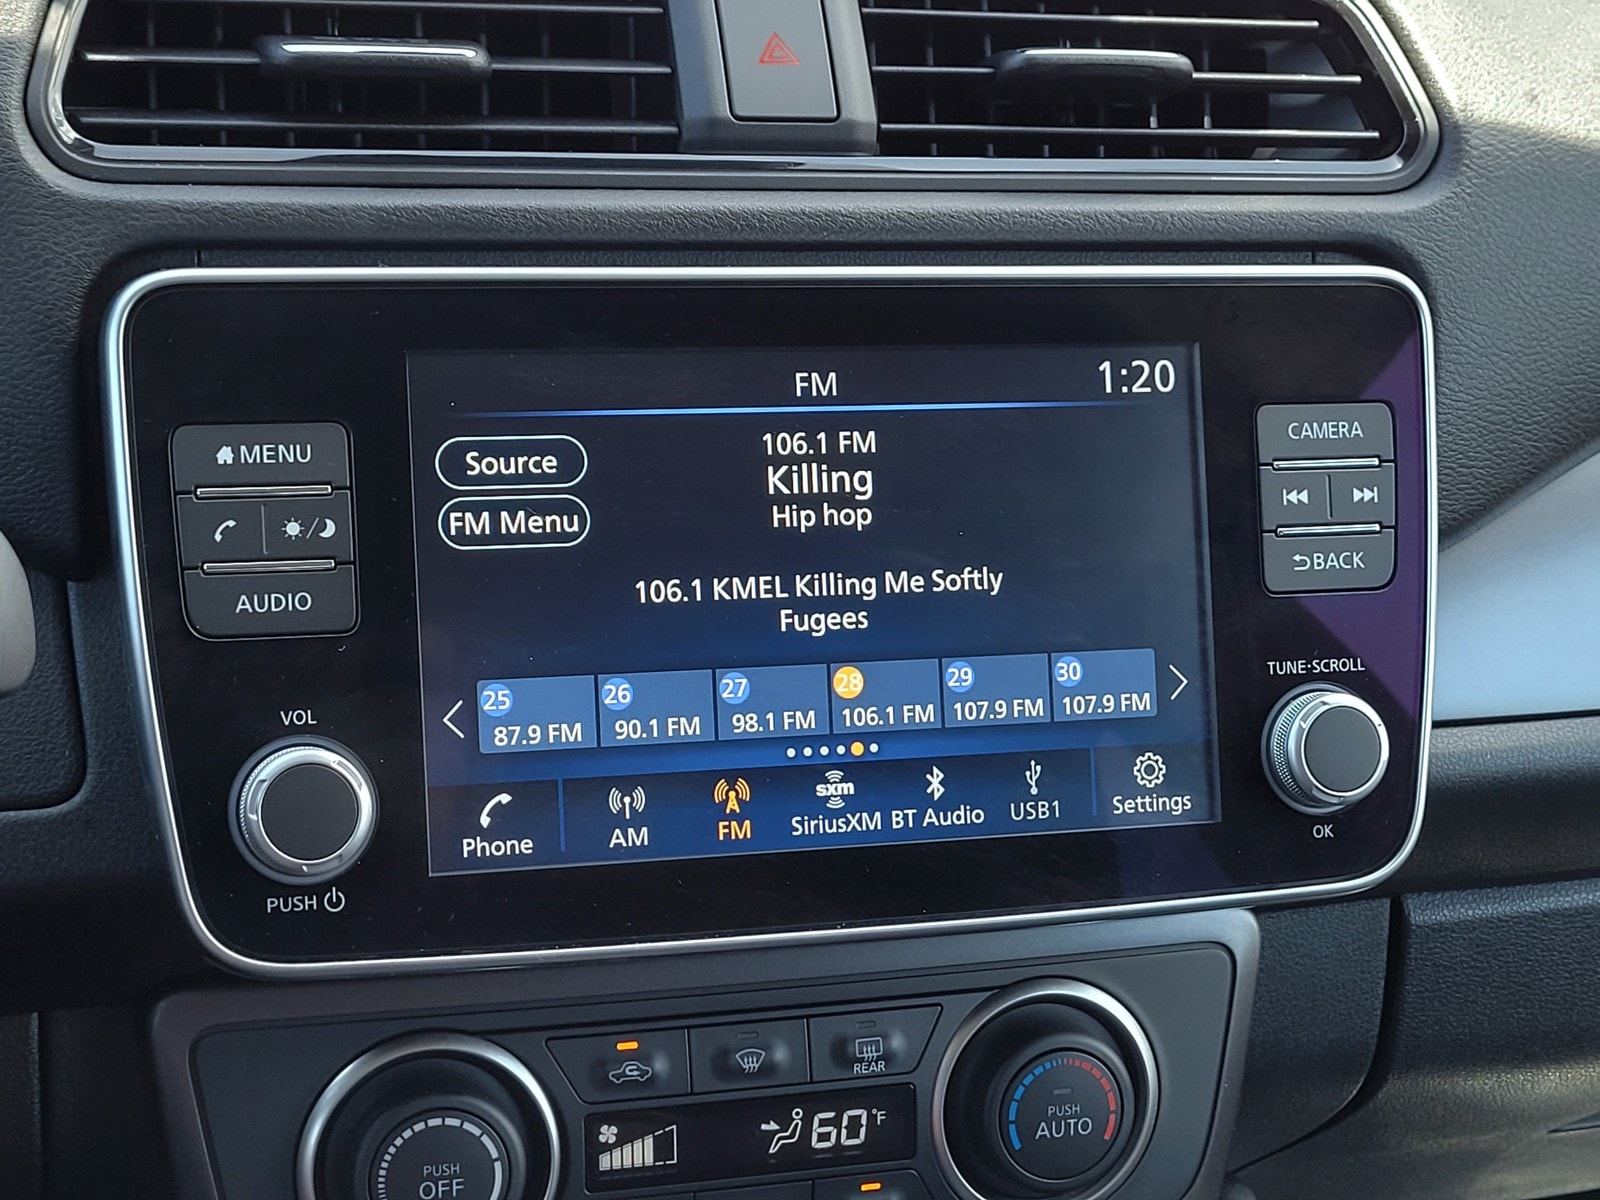 FM
1:20
MENU
AUDIO
VOL
PUSH
Source
FM Menu
106.1 FM
Killing
Hip hop
106.1 KMEL Killing Me Softly
Fugees
25 87.9 FM
26 90.1 FM
27 98.1 FM
28 106.1 FM
29 107.9 FM
30 107.9 FM
Phone
AM
FM
sxm
SiriusXM
BT Audio
USB1
Settings
CAMERA
BACK
TUNE·SCROLL
OK
REAR
60°F
PUSH
OFF
PUSH
AUTO